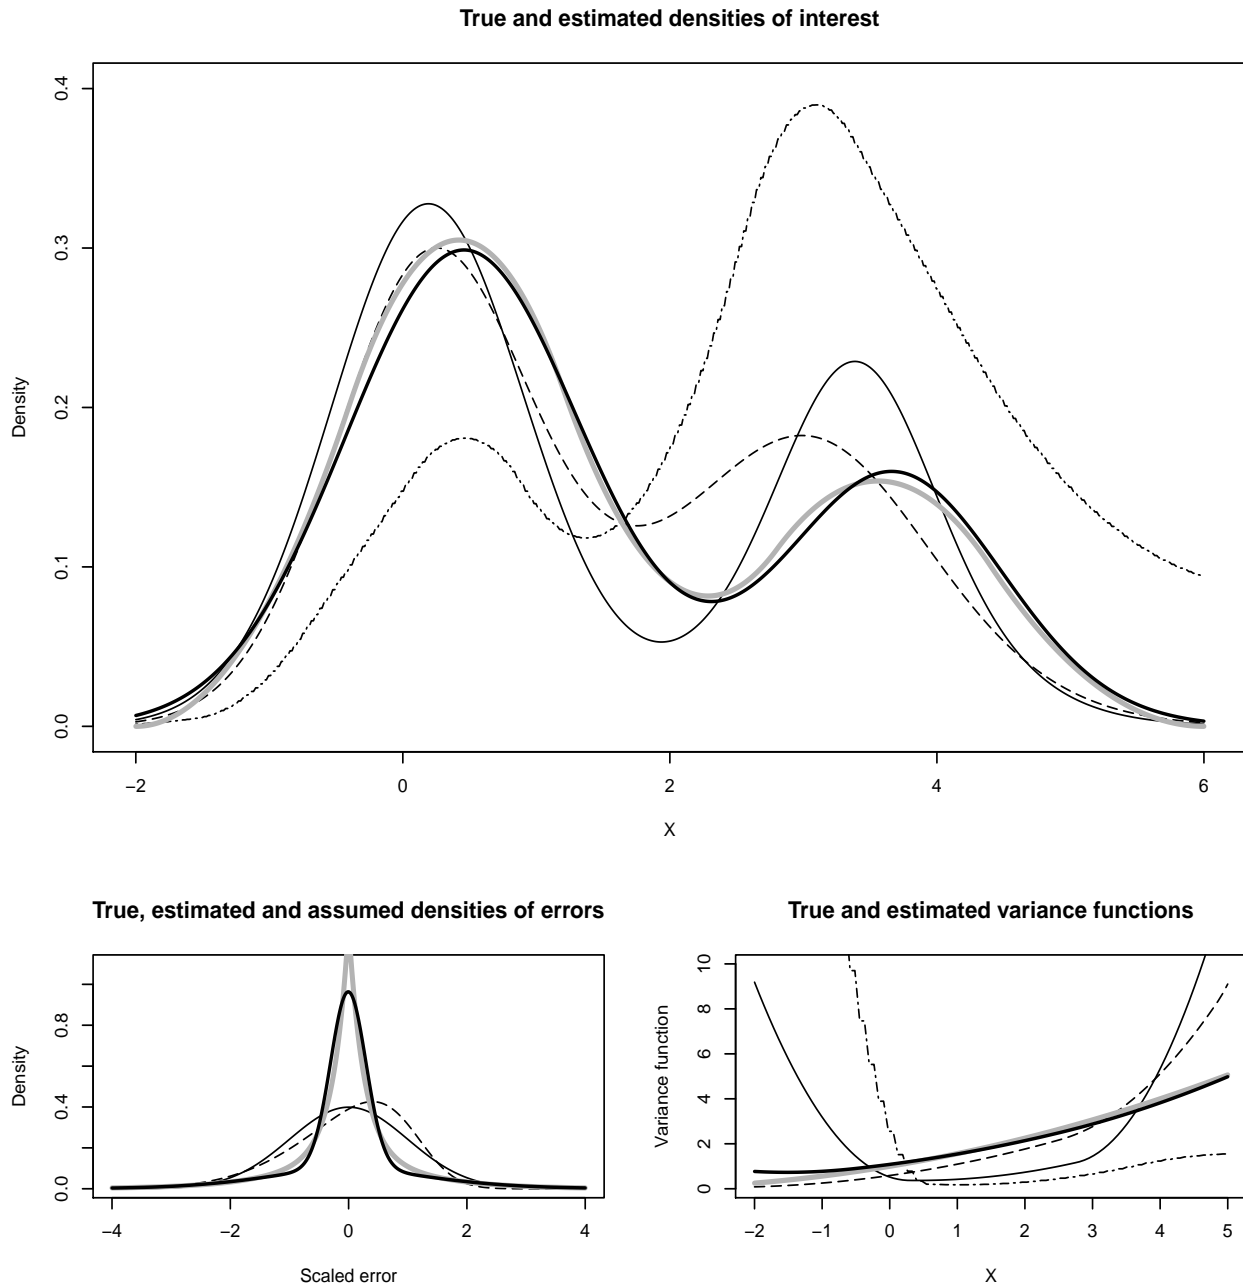 True and estimated densities of interest
0.4
0.3
0.2
0.1
0.0
Density
−2 0 2 4 6
X
True, estimated and assumed densities of errors
0.8
0.4
0.0
Density
−4 −2 0 2 4
Scaled error
True and estimated variance functions
10
8
6
4
2
0
Variance function
−2 −1 0 1 2 3 4 5
X